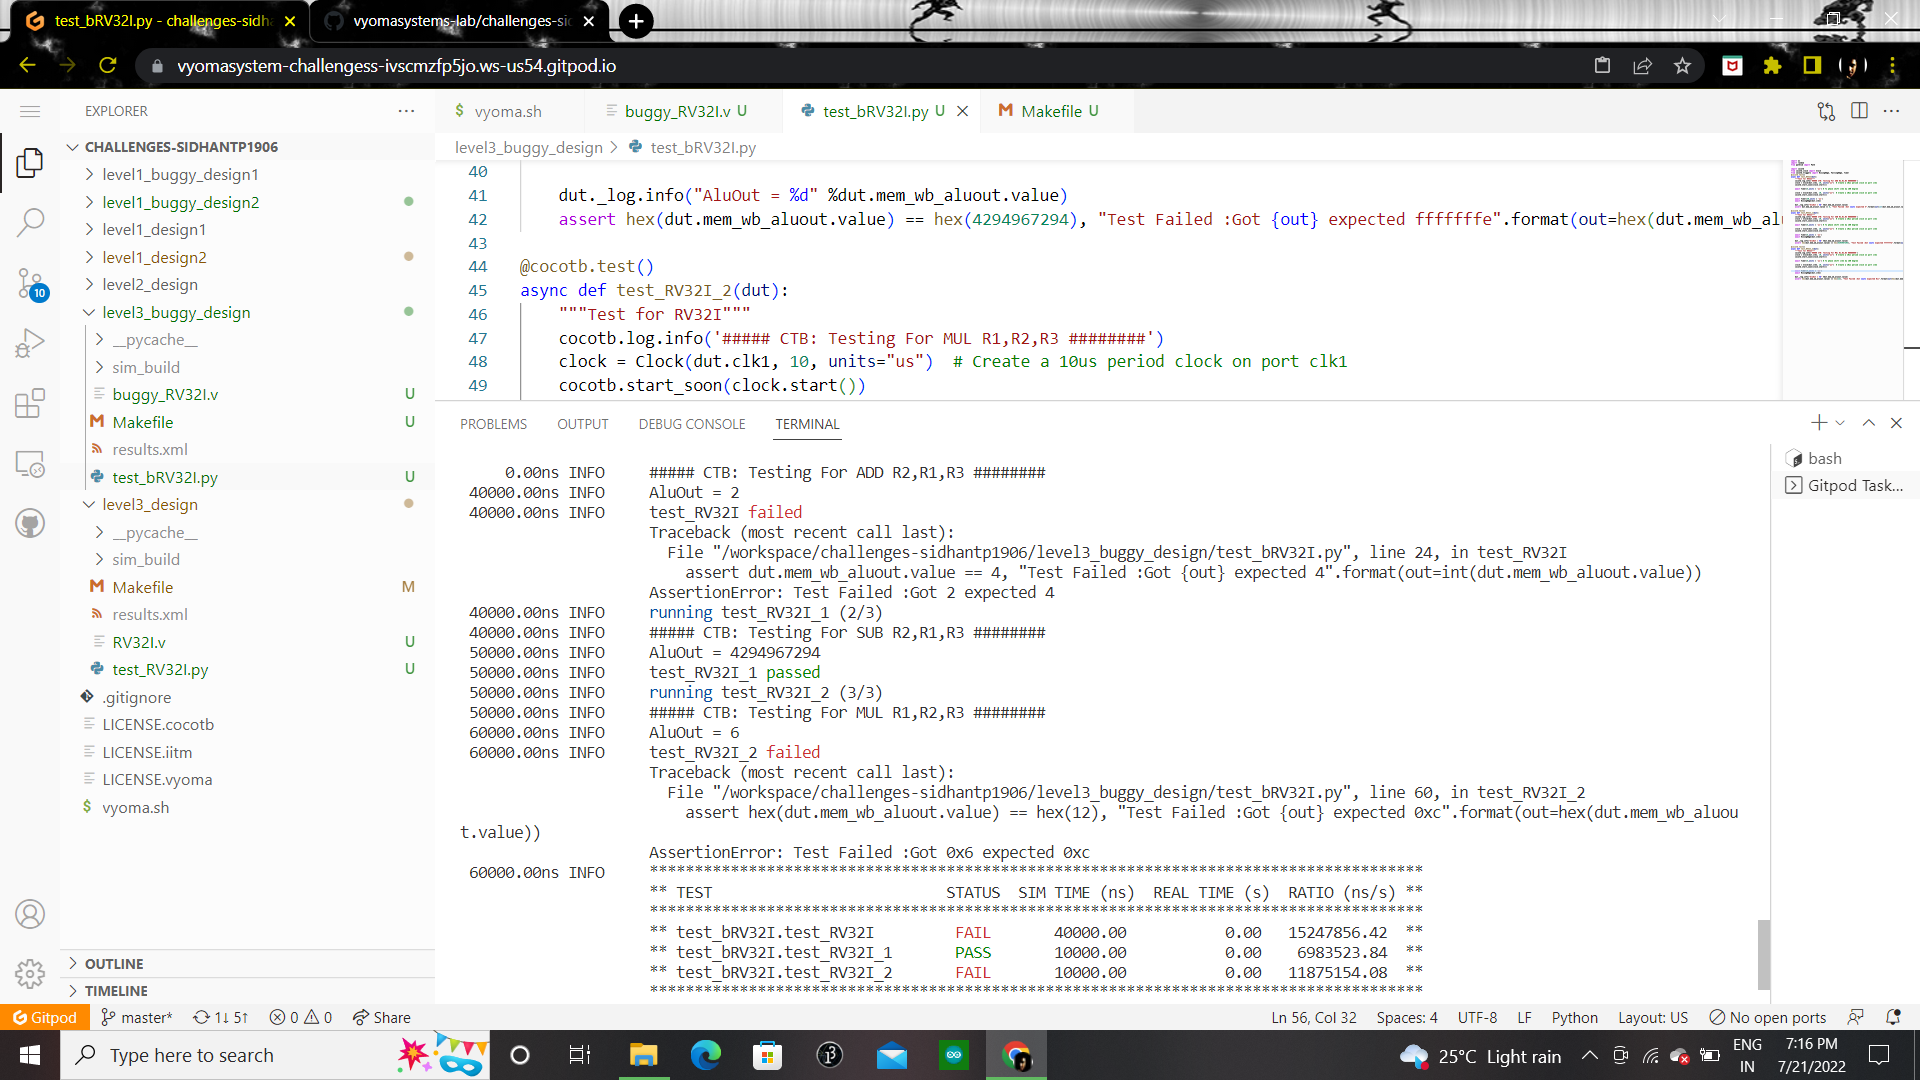 test_bRV32I.py - challenges-sidh
vyomasystems-lab/challenges-sid
vyomasystem-challengess-ivscmzfp5jo.ws-us54.gitpod.io
EXPLORER
CHALLENGES-SIDHANTP1906
level1_buggy_design1
level1_buggy_design2
level1_design1
level1_design2
level2_design
level3_buggy_design
__pycache__
sim_build
buggy_RV32I.v U
Makefile U
results.xml
test_bRV32I.py U
level3_design
__pycache__
sim_build
Makefile M
results.xml
RV32I.v U
test_RV32I.py U
.gitignore
LICENSE.cocotb
LICENSE.iitm
LICENSE.vyoma
$ vyoma.sh
OUTLINE
TIMELINE
10
$ vyoma.sh
buggy_RV32I.v U
test_bRV32I.py U
Makefile U
level3_buggy_design > test_bRV32I.py
40
41 dut._log.info("AluOut = %d" %dut.mem_wb_aluout.value)
42 assert hex(dut.mem_wb_aluout.value) == hex(4294967294), "Test Failed :Got {out} expected fffffffe".format(out=hex(dut.mem_wb_al
43
44 @cocotb.test()
45 async def test_RV32I_2(dut):
46 """Test for RV32I"""
47 cocotb.log.info('##### CTB: Testing For MUL R1,R2,R3 ########')
48 clock = Clock(dut.clk1, 10, units="us")  # Create a 10us period clock on port clk1
49 cocotb.start_soon(clock.start())
PROBLEMS OUTPUT DEBUG CONSOLE TERMINAL
bash
Gitpod Task...
0.00ns INFO ##### CTB: Testing For ADD R2,R1,R3 ########
40000.00ns INFO AluOut = 2
40000.00ns INFO test_RV32I failed
Traceback (most recent call last):
File "/workspace/challenges-sidhantp1906/level3_buggy_design/test_bRV32I.py", line 24, in test_RV32I
assert dut.mem_wb_aluout.value == 4, "Test Failed :Got {out} expected 4".format(out=int(dut.mem_wb_aluout.value))
AssertionError: Test Failed :Got 2 expected 4
40000.00ns INFO running test_RV32I_1 (2/3)
40000.00ns INFO ##### CTB: Testing For SUB R2,R1,R3 ########
50000.00ns INFO AluOut = 4294967294
50000.00ns INFO test_RV32I_1 passed
50000.00ns INFO running test_RV32I_2 (3/3)
50000.00ns INFO ##### CTB: Testing For MUL R1,R2,R3 ########
60000.00ns INFO AluOut = 6
60000.00ns INFO test_RV32I_2 failed
Traceback (most recent call last):
File "/workspace/challenges-sidhantp1906/level3_buggy_design/test_bRV32I.py", line 60, in test_RV32I_2
assert hex(dut.mem_wb_aluout.value) == hex(12), "Test Failed :Got {out} expected 0xc".format(out=hex(dut.mem_wb_aluou
t.value))
AssertionError: Test Failed :Got 0x6 expected 0xc
60000.00ns INFO **************************************************************************************
** TEST STATUS SIM TIME (ns) REAL TIME (s) RATIO (ns/s) **
**************************************************************************************
** test_bRV32I.test_RV32I FAIL 40000.00 0.00 15247856.42 **
** test_bRV32I.test_RV32I_1 PASS 10000.00 0.00 6983523.84 **
** test_bRV32I.test_RV32I_2 FAIL 10000.00 0.00 11875154.08 **
**************************************************************************************
Gitpod master* 1↓ 5↑ 0 0 Share Ln 56, Col 32 Spaces: 4 UTF-8 LF Python Layout: US No open ports
Type here to search
25°C Light rain
ENG
IN
7:16 PM
7/21/2022